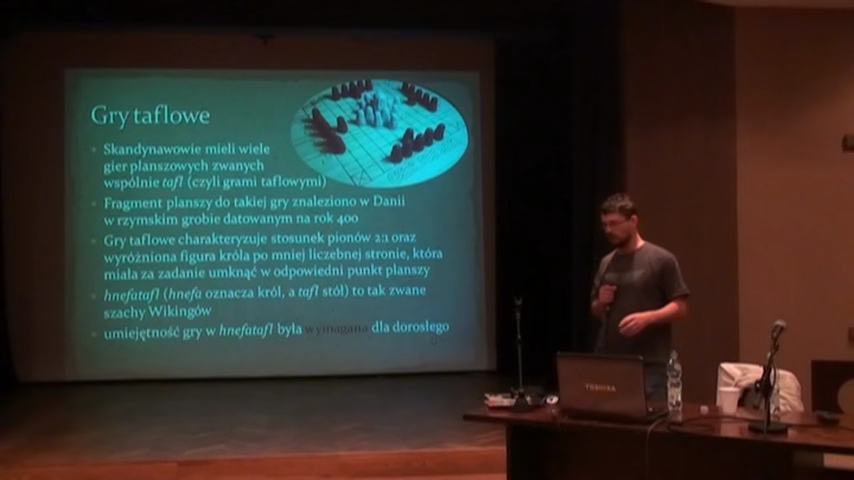 Gry taflowe
Skandynawowie mieli wiele
gier planszowych zwanych
wspólnie tafl (czyli grami taflowymi)
Fragment planszy do takiej gry znaleziono w Danii
w rzymskim grobie datowanym na rok 400
Gry taflowe charakteryzuje stosunek pionów 2:1 oraz
wyróżniona figura króla po mniej liczebnej stronie, która
miała za zadanie umknąć w odpowiedni punkt planszy
hnefatafl (hnefa oznacza król, a tafl stół) to tak zwane
szachy Wikingów
umiejętność gry w hnefatafl była wymagana dla dorosłego
TOSHIBA